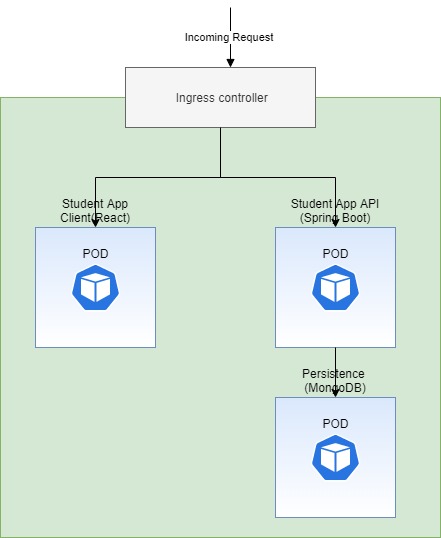 Incoming Request
Ingress controller
Student App
Client(React)
POD
Student App API
(Spring Boot)
POD
Persistence
(MongoDB)
POD